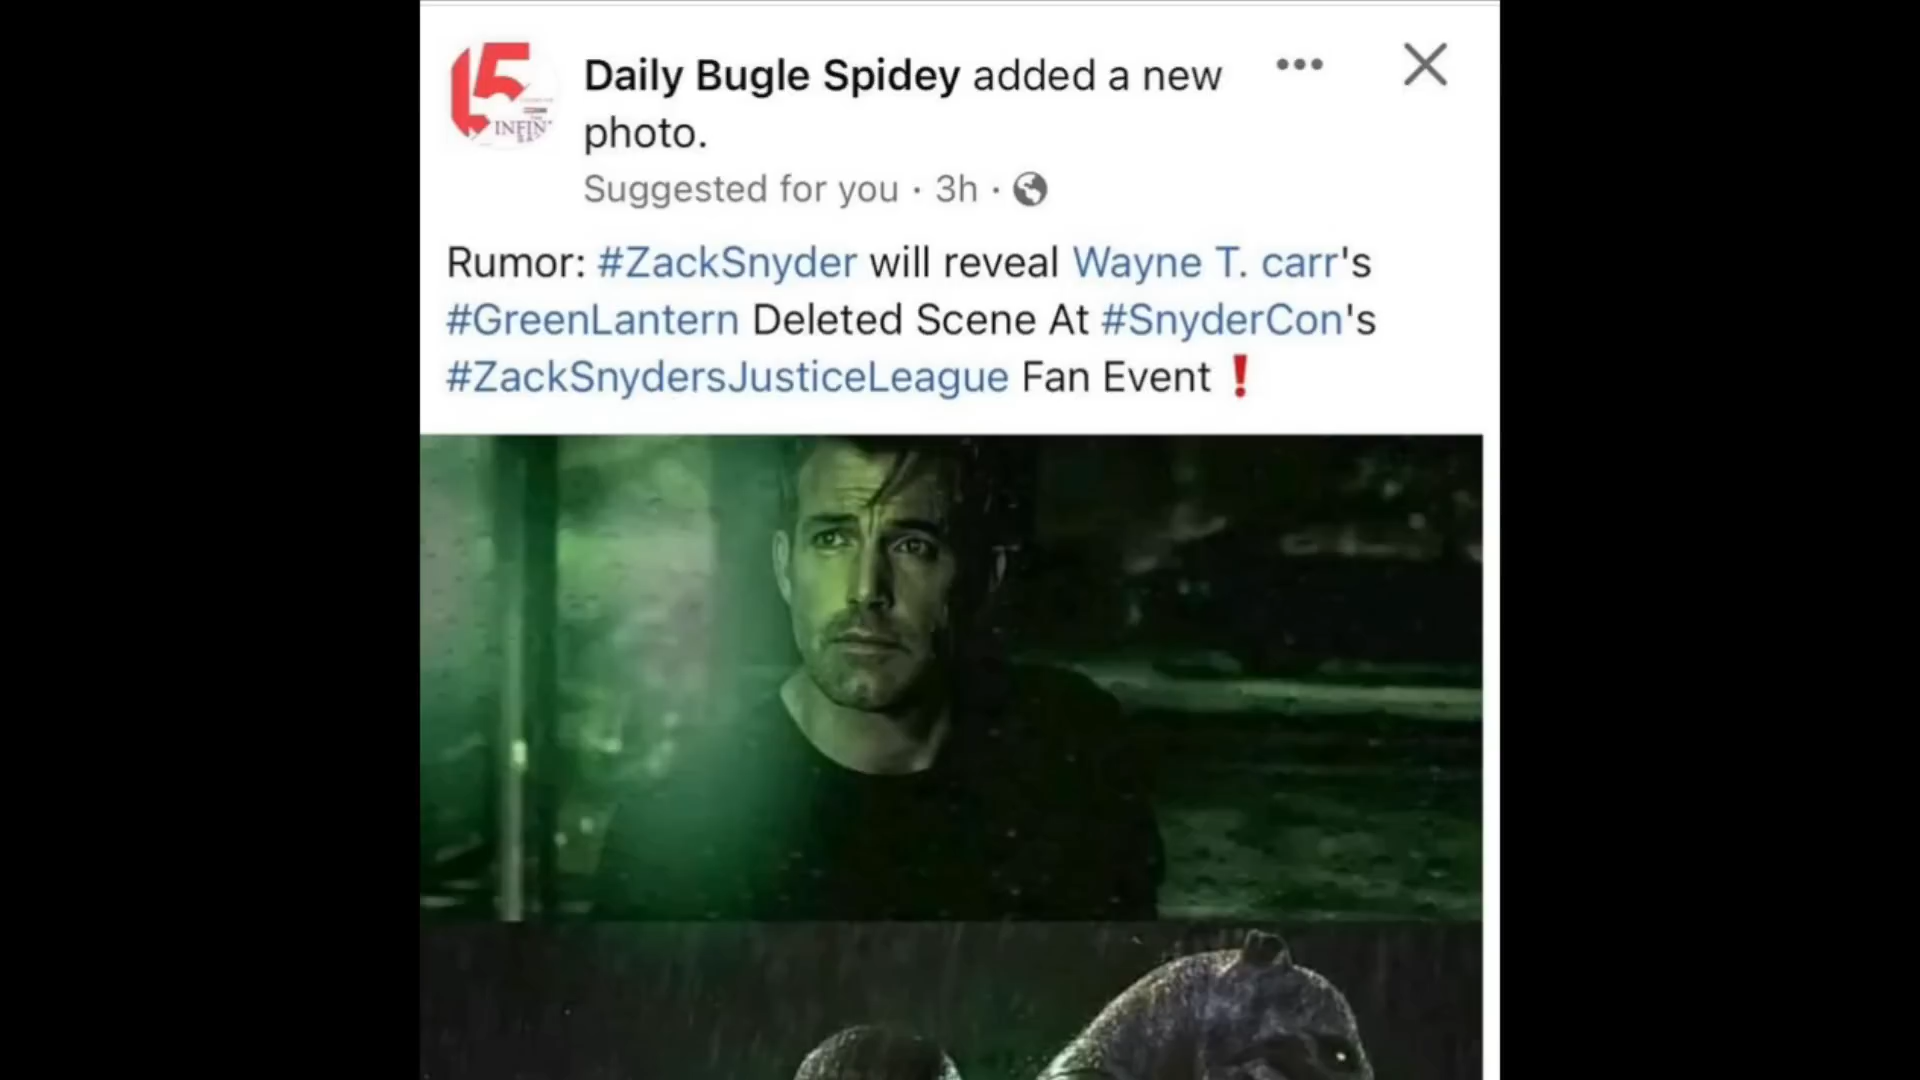 INFIN
Daily Bugle Spidey added a new
photo.
Suggested for you · 3h ·
Rumor: #ZackSnyder will reveal Wayne T. carr's
#GreenLantern Deleted Scene At #SnyderCon's
#ZackSnydersJusticeLeague Fan Event❗